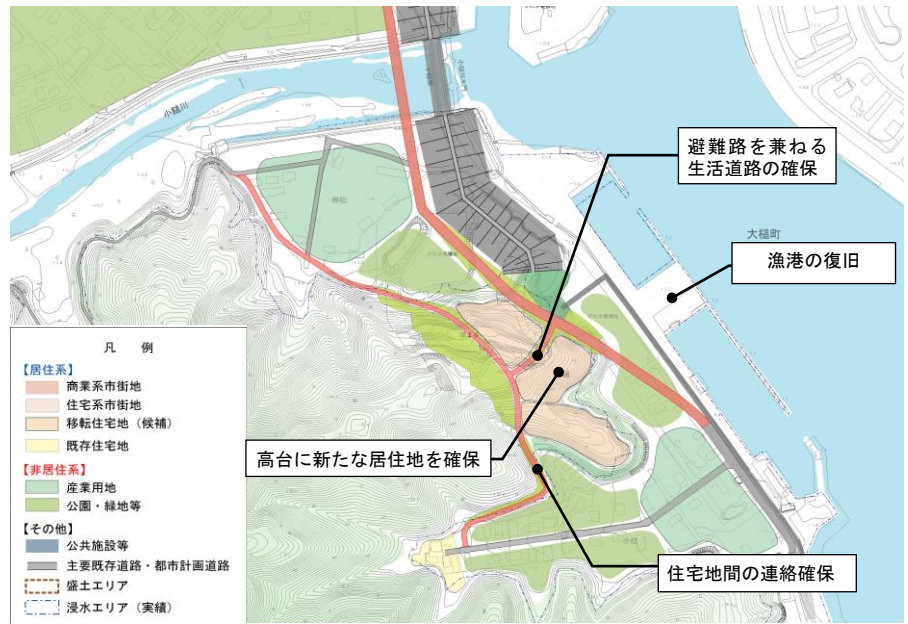 小鎚川
避難路を兼ねる
生活道路の確保
大槌町
漁港の復旧
高台に新たな居住地を確保
住宅地間の連絡確保
小鎚
凡 例
【居住系】
商業系市街地
住宅系市街地
移転住宅地（候補）
既存住宅地
【非居住系】
産業用地
公園・緑地等
【その他】
公共施設等
主要既存道路・都市計画道路
盛土エリア
浸水エリア（実績）